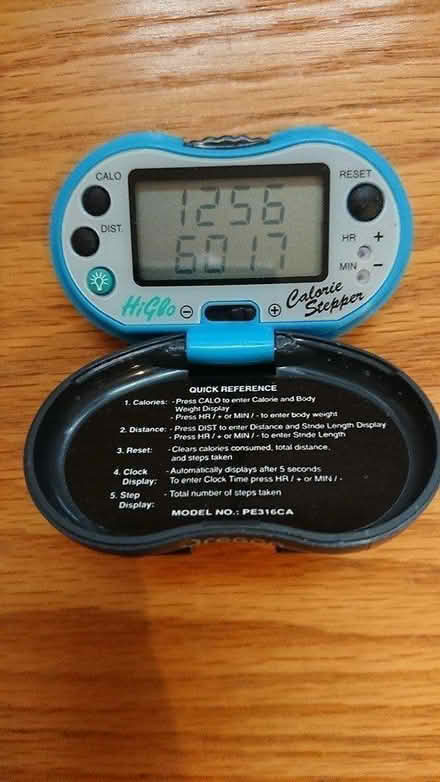 CALO
RESET
DIST.
1256
6017
HR +
MIN -
HiGlo
Calorie
Stepper
QUICK REFERENCE
1. Calories: - Press CALO to enter Calorie and Body
Weight Display
- Press HR / + or MIN / - to enter body weight
2. Distance: - Press DIST to enter Distance and Stride Length Display
- Press HR / + or MIN / - to enter Stride Length
3. Reset: - Clears calories consumed, total distance,
and steps taken
4. Clock - Automatically displays after 5 seconds
Display: To enter Clock Time press HR / + or MIN / -
5. Step - Total number of steps taken
Display:
MODEL NO.: PE316CA